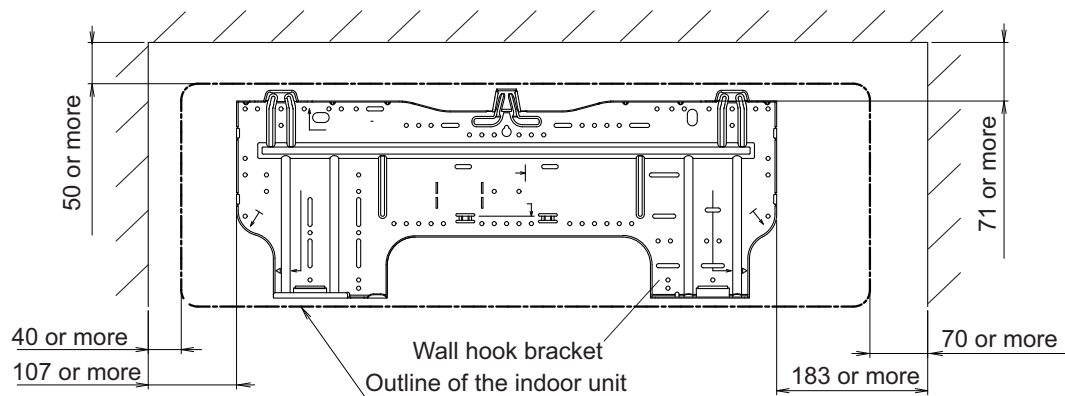 50 or more
71 or more
40 or more
107 or more
Wall hook bracket
Outline of the indoor unit
70 or more
183 or more